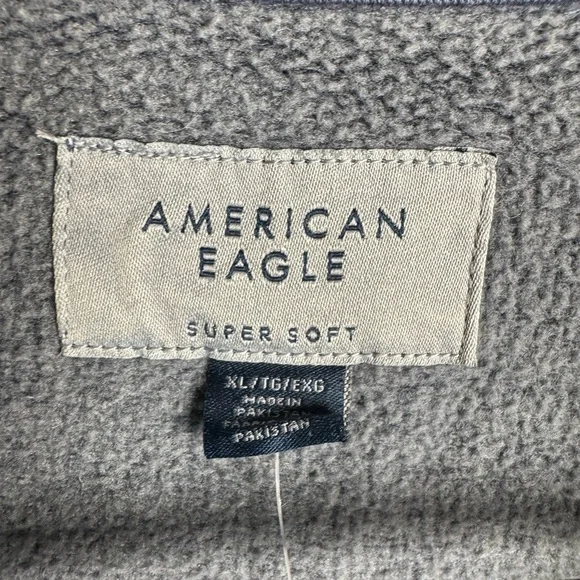 AMERICAN
EAGLE
SUPER SOFT
XL/TG/EXG
MADE IN
PAKISTAN
PAKISTAN